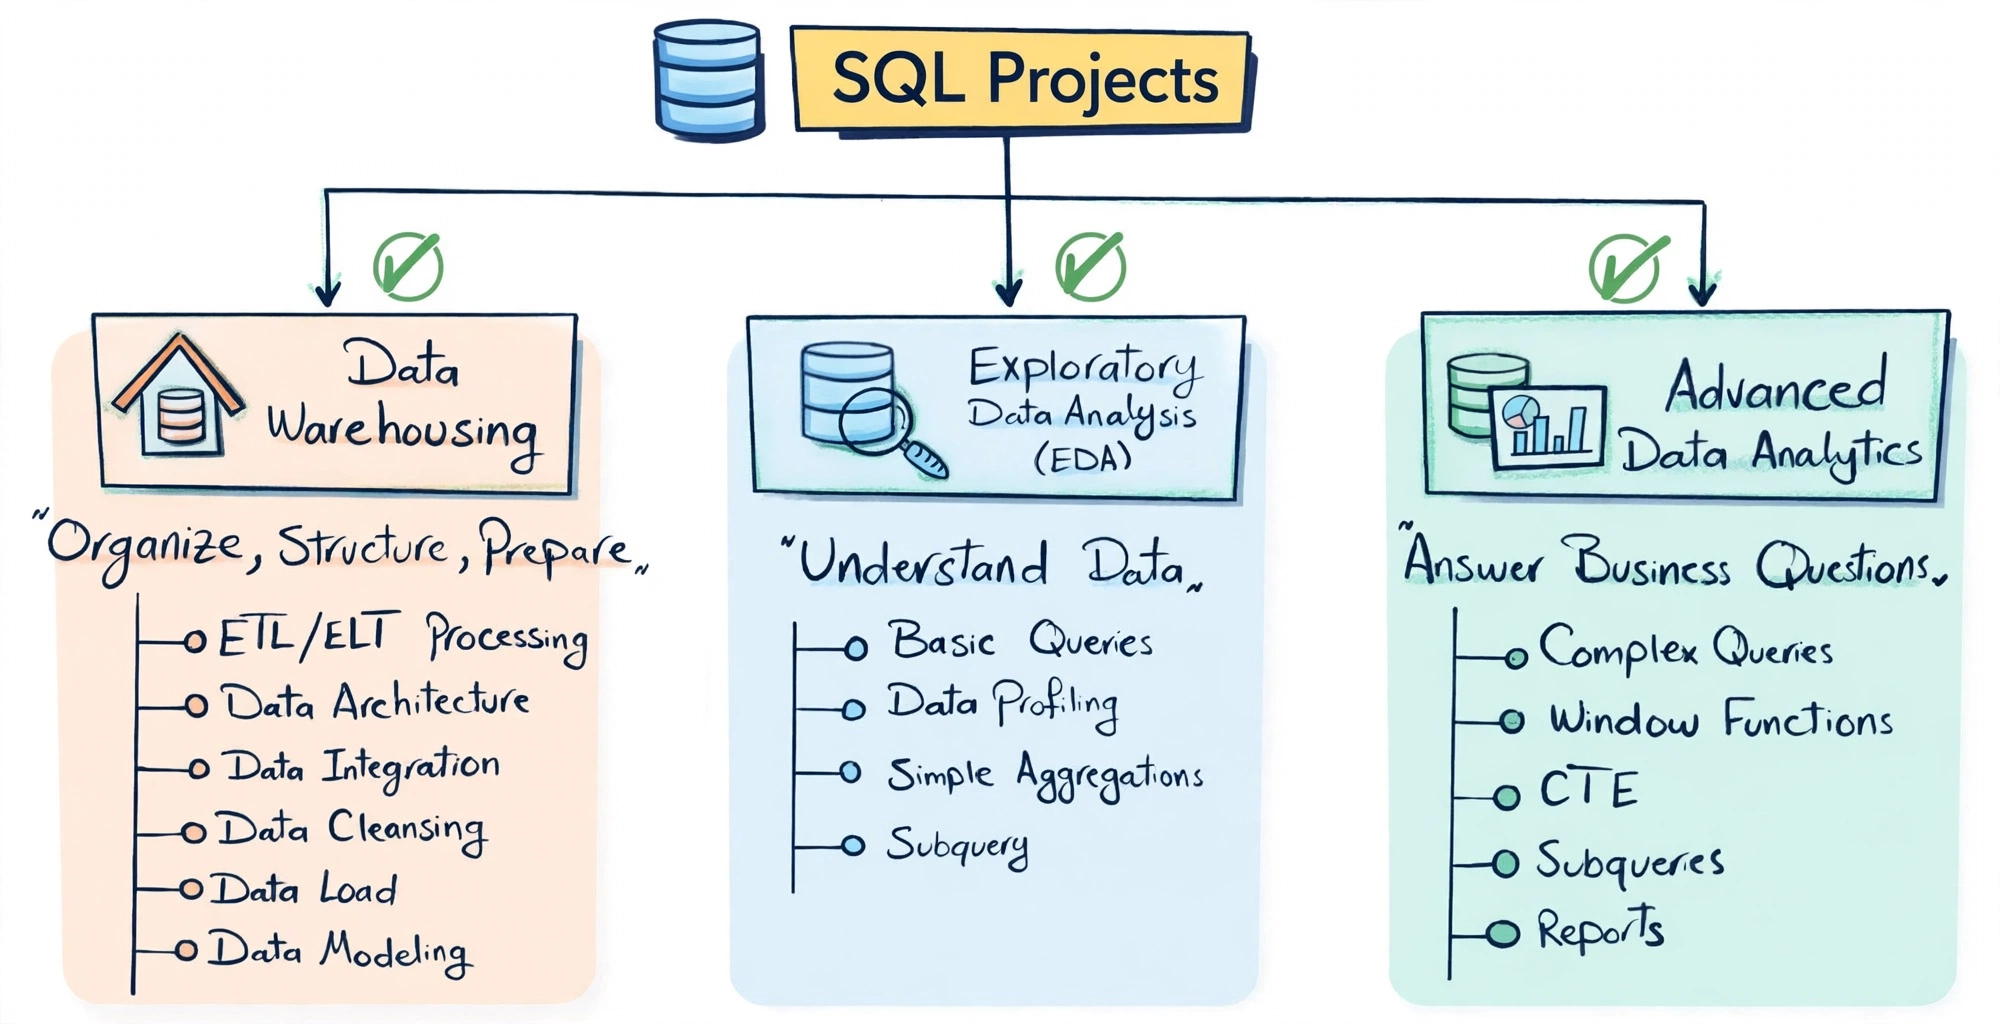 SQL Projects
Data
Warehousing
"Organize, Structure, Prepare"
ETL/ELT Processing
Data Architecture
Data Integration
Data Cleansing
Data Load
Data Modeling
Exploratory
Data Analysis
(EDA)
"Understand Data"
Basic Queries
Data Profiling
Simple Aggregations
Subquery
Advanced
Data Analytics
"Answer Business Questions"
Complex Queries
Window Functions
CTE
Subqueries
Reports